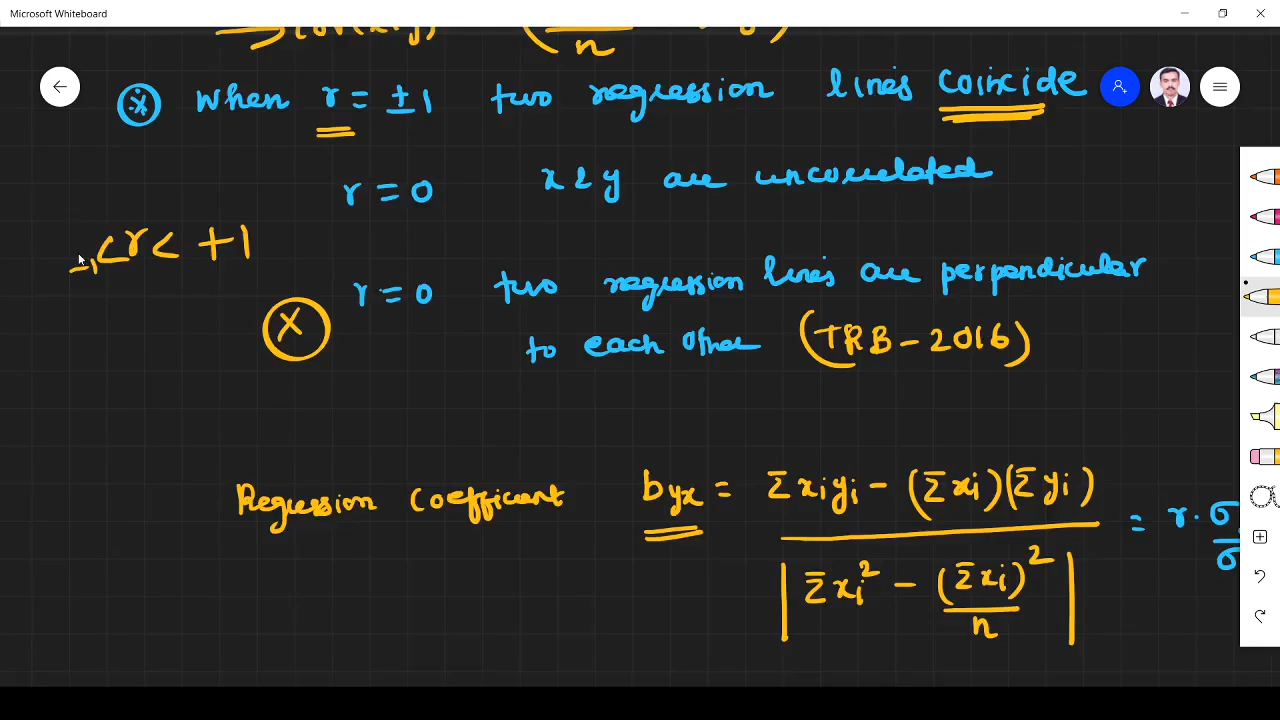 Microsoft Whiteboard
n
When r = ±1 two regression lines coincide
r = 0 x & y are uncorrelated
-1 < r < +1
r = 0 two regression lines are perpendicular
X to each other (TRB - 2016)
Regression Coefficient byx = Σxiyi - (Σxi)(Σyi) = r. σ
Σxi² - (Σxi)² σ
n